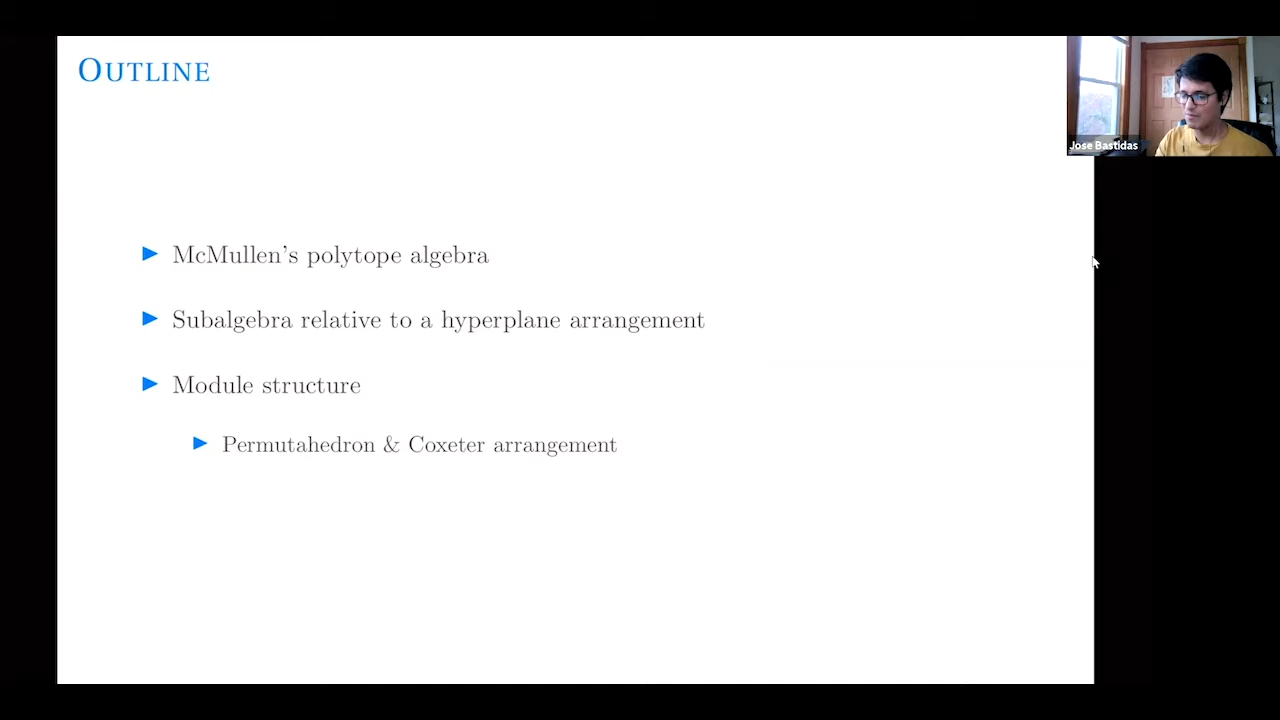 OUTLINE
Jose Bastidas
▶ McMullen's polytope algebra
▶ Subalgebra relative to a hyperplane arrangement
▶ Module structure
▶ Permutahedron & Coxeter arrangement